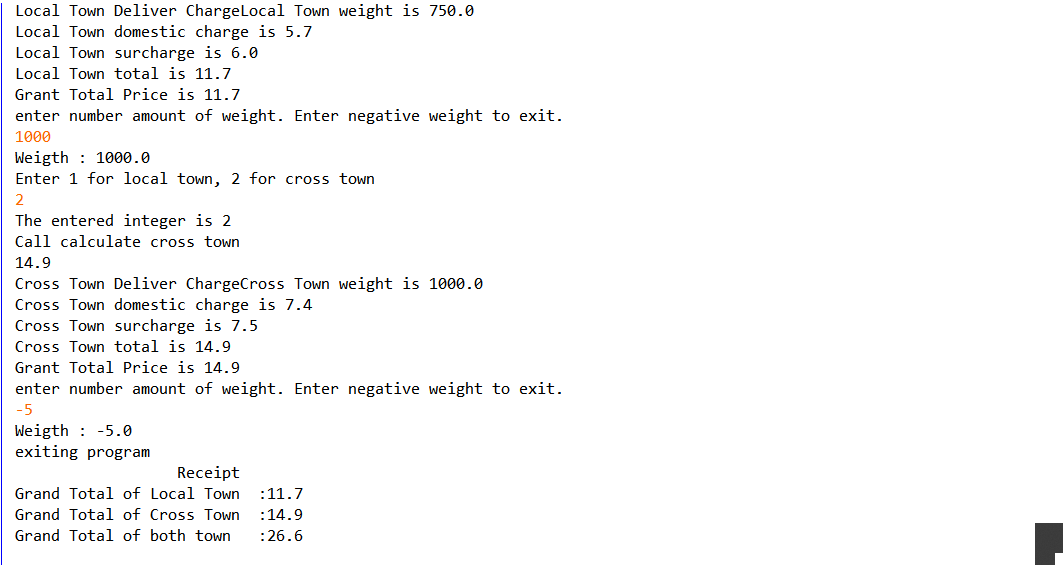 Local Town Deliver ChargeLocal Town weight is 750.0
Local Town domestic charge is 5.7
Local Town surcharge is 6.0
Local Town total is 11.7
Grant Total Price is 11.7
enter number amount of weight. Enter negative weight to exit.
1000
Weigth : 1000.0
Enter 1 for local town, 2 for cross town
2
The entered integer is 2
Call calculate cross town
14.9
Cross Town Deliver ChargeCross Town weight is 1000.0
Cross Town domestic charge is 7.4
Cross Town surcharge is 7.5
Cross Town total is 14.9
Grant Total Price is 14.9
enter number amount of weight. Enter negative weight to exit.
-5
Weigth : -5.0
exiting program
                  Receipt
Grand Total of Local Town  :11.7
Grand Total of Cross Town  :14.9
Grand Total of both town   :26.6